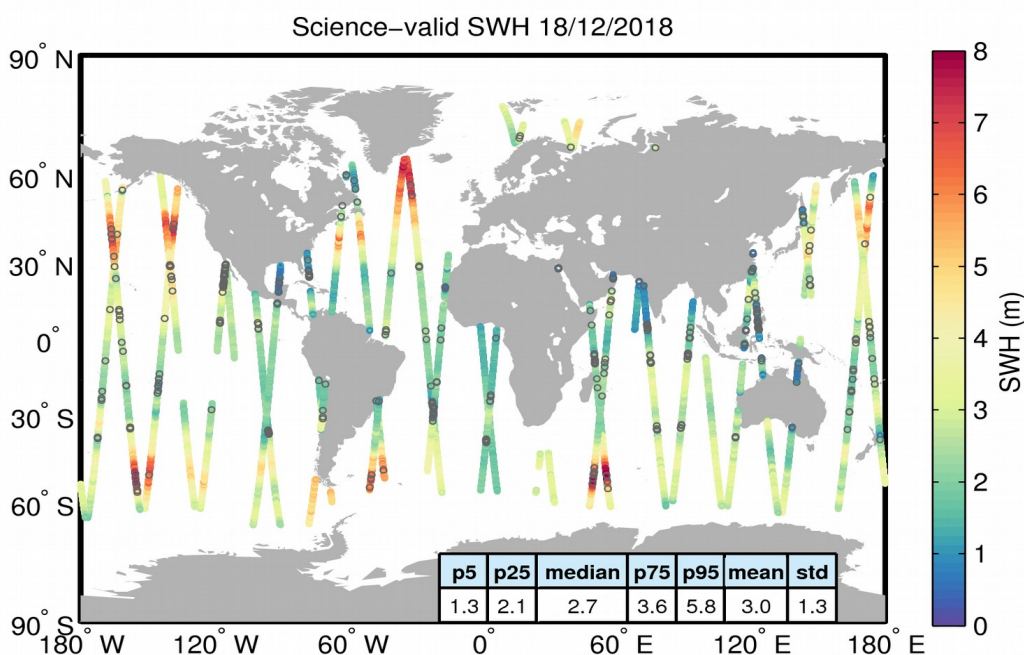 Science−valid SWH 18/12/2018
90° N
60° N
30° N
0°
30° S
60° S
90° S
180° W
120° W
60° W
0°
60° E
120° E
180° E
8
7
6
5
4
3
2
1
0
SWH (m)
p5 p25 median p75 p95 mean std
1.3 2.1 2.7 3.6 5.8 3.0 1.3